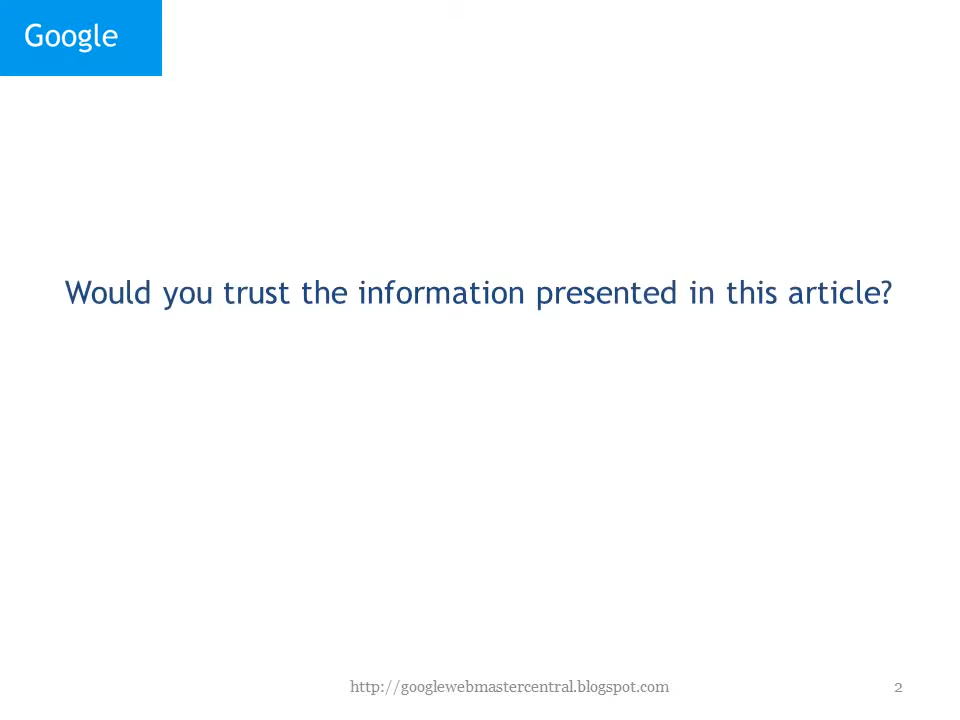 Google
Would you trust the information presented in this article?
http://googlewebmastercentral.blogspot.com 2